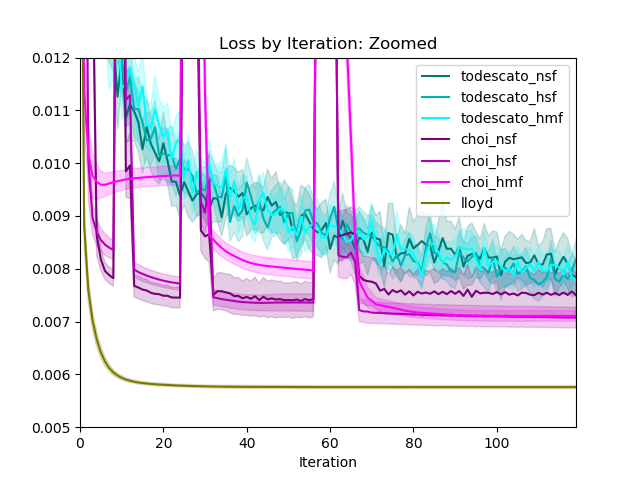 Loss by Iteration: Zoomed
0.012
0.011
0.010
0.009
0.008
0.007
0.006
0.005
0
20
40
60
80
100
Iteration
todescato_nsf
todescato_hsf
todescato_hmf
choi_nsf
choi_hsf
choi_hmf
lloyd